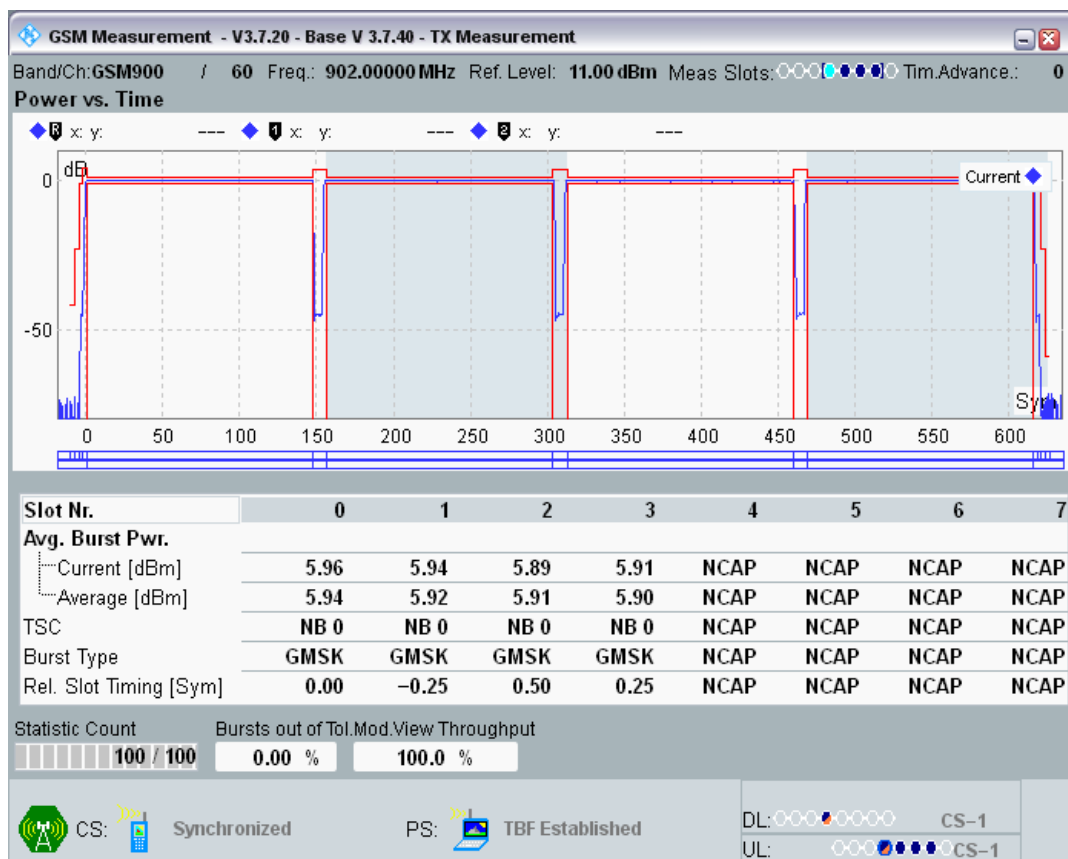 GSM Measurement - V3.7.20 - Base V 3.7.40 - TX Measurement
Band/Ch:GSM900 / 60 Freq.: 902.00000 MHz Ref. Level: 11.00 dBm Meas Slots: Tim.Advance.: 0
Power vs. Time
R x: y: --- 1 x: y: --- 2 x: y: ---
dB
0
Current
-50
Sym
0 50 100 150 200 250 300 350 400 450 500 550 600
Slot Nr. 0 1 2 3 4 5 6 7
Avg. Burst Pwr.
Current [dBm] 5.96 5.94 5.89 5.91 NCAP NCAP NCAP NCAP
Average [dBm] 5.94 5.92 5.91 5.90 NCAP NCAP NCAP NCAP
TSC NB 0 NB 0 NB 0 NB 0 NCAP NCAP NCAP NCAP
Burst Type GMSK GMSK GMSK GMSK NCAP NCAP NCAP NCAP
Rel. Slot Timing [Sym] 0.00 −0.25 0.50 0.25 NCAP NCAP NCAP NCAP
Statistic Count Bursts out of Tol.Mod.View Throughput
100 / 100 0.00 % 100.0 %
CS: Synchronized PS: TBF Established
DL: CS−1
UL: CS−1